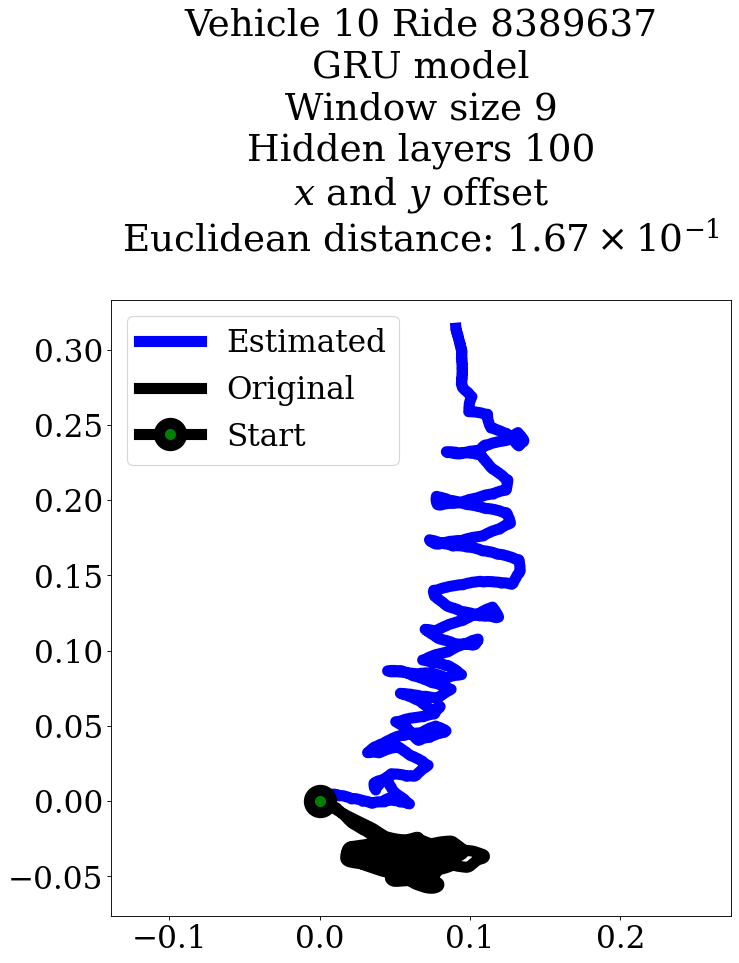 Vehicle 10 Ride 8389637
GRU model
Window size 9
Hidden layers 100
x and y offset
Euclidean distance: 1.67 × 10⁻¹
Estimated
Original
Start
0.30
0.25
0.20
0.15
0.10
0.05
0.00
−0.05
−0.1
0.0
0.1
0.2